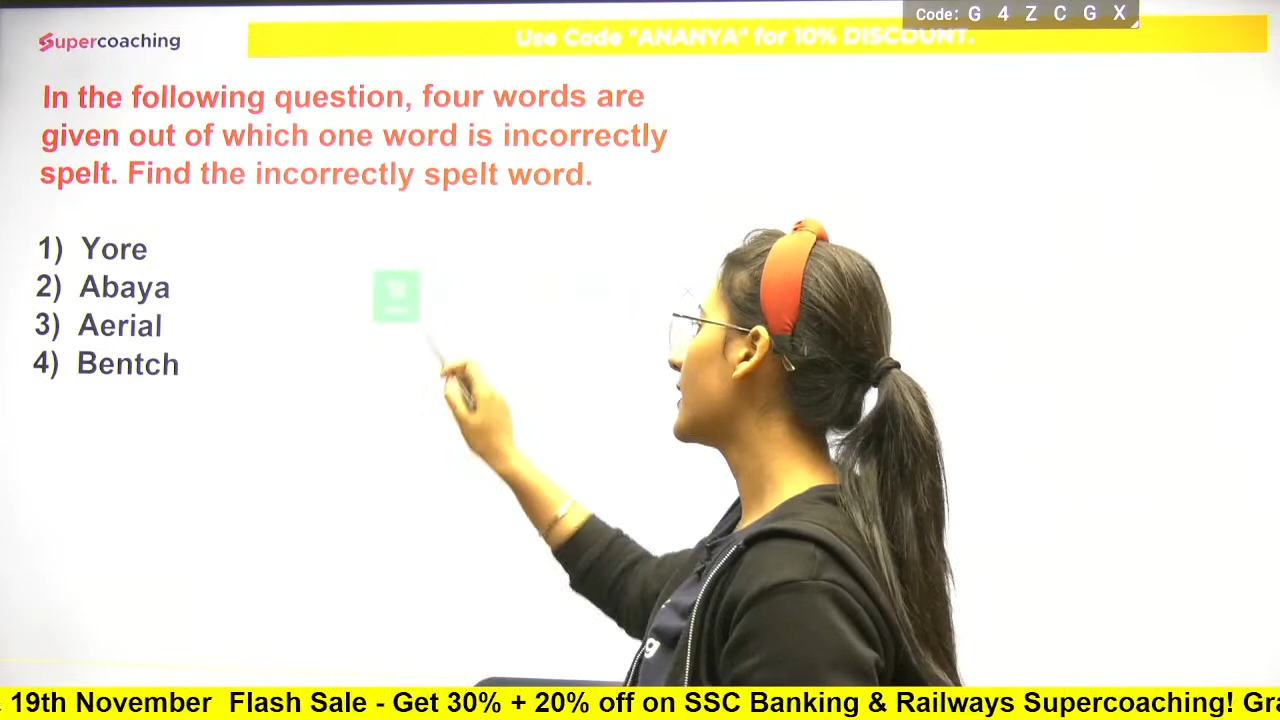 Code: G 4 Z C G X
Supercoaching
Use Code "ANANYA" for 10% DISCOUNT.
In the following question, four words are
given out of which one word is incorrectly
spelt. Find the incorrectly spelt word.
1) Yore
2) Abaya
3) Aerial
4) Bentch
19th November Flash Sale - Get 30% + 20% off on SSC Banking & Railways Supercoaching! Gra